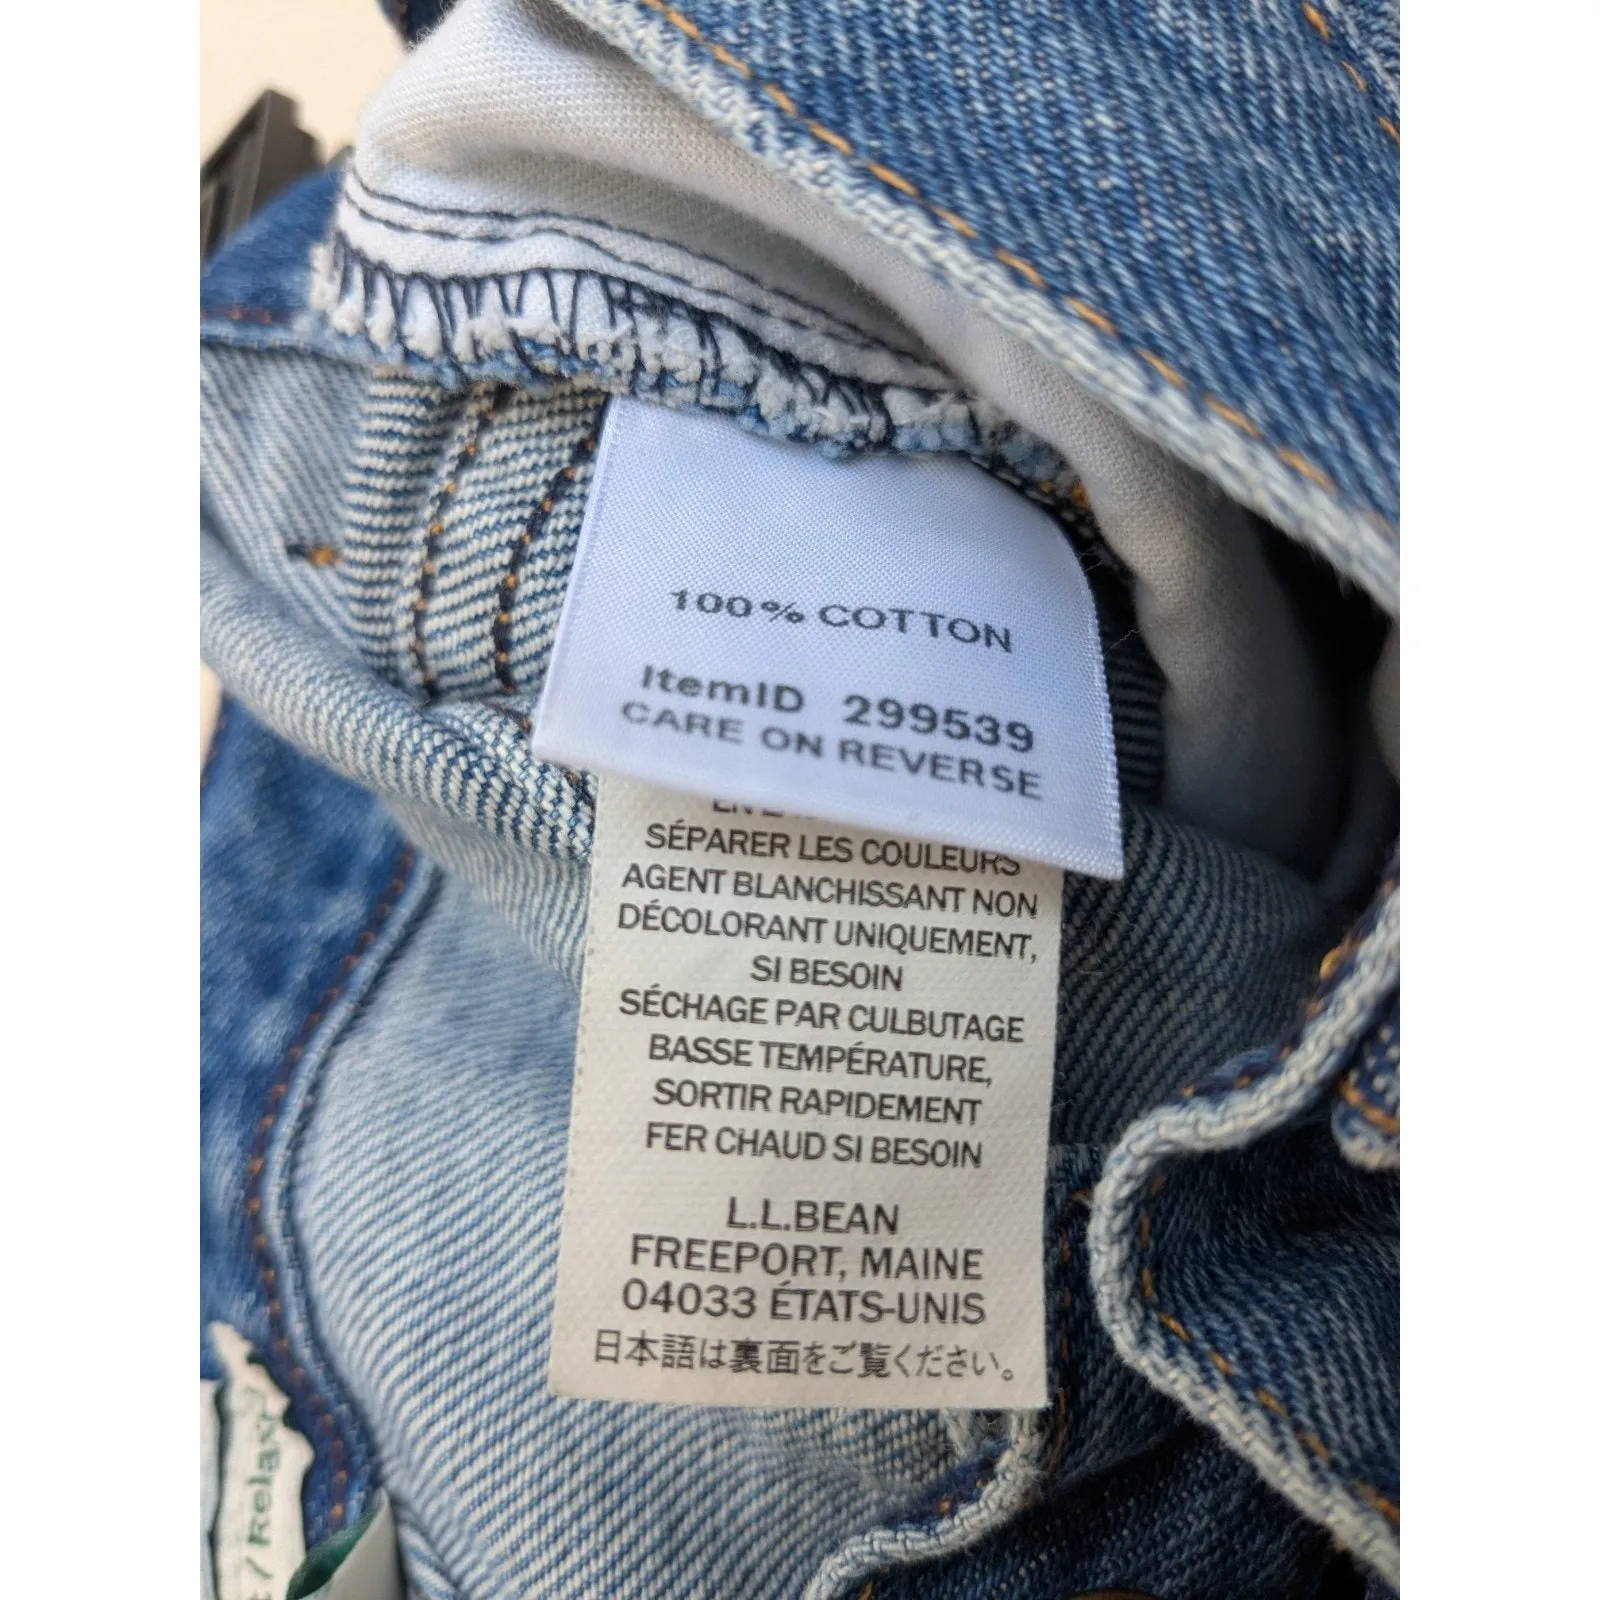 100% COTTON
ItemID 299539
CARE ON REVERSE
SÉPARER LES COULEURS
AGENT BLANCHISSANT NON
DÉCOLORANT UNIQUEMENT,
SI BESOIN
SÉCHAGE PAR CULBUTAGE
BASSE TEMPÉRATURE,
SORTIR RAPIDEMENT
FER CHAUD SI BESOIN
L.L.BEAN
FREEPORT, MAINE
04033 ÉTATS-UNIS
日本語は裏面をご覧ください。
/ Relax